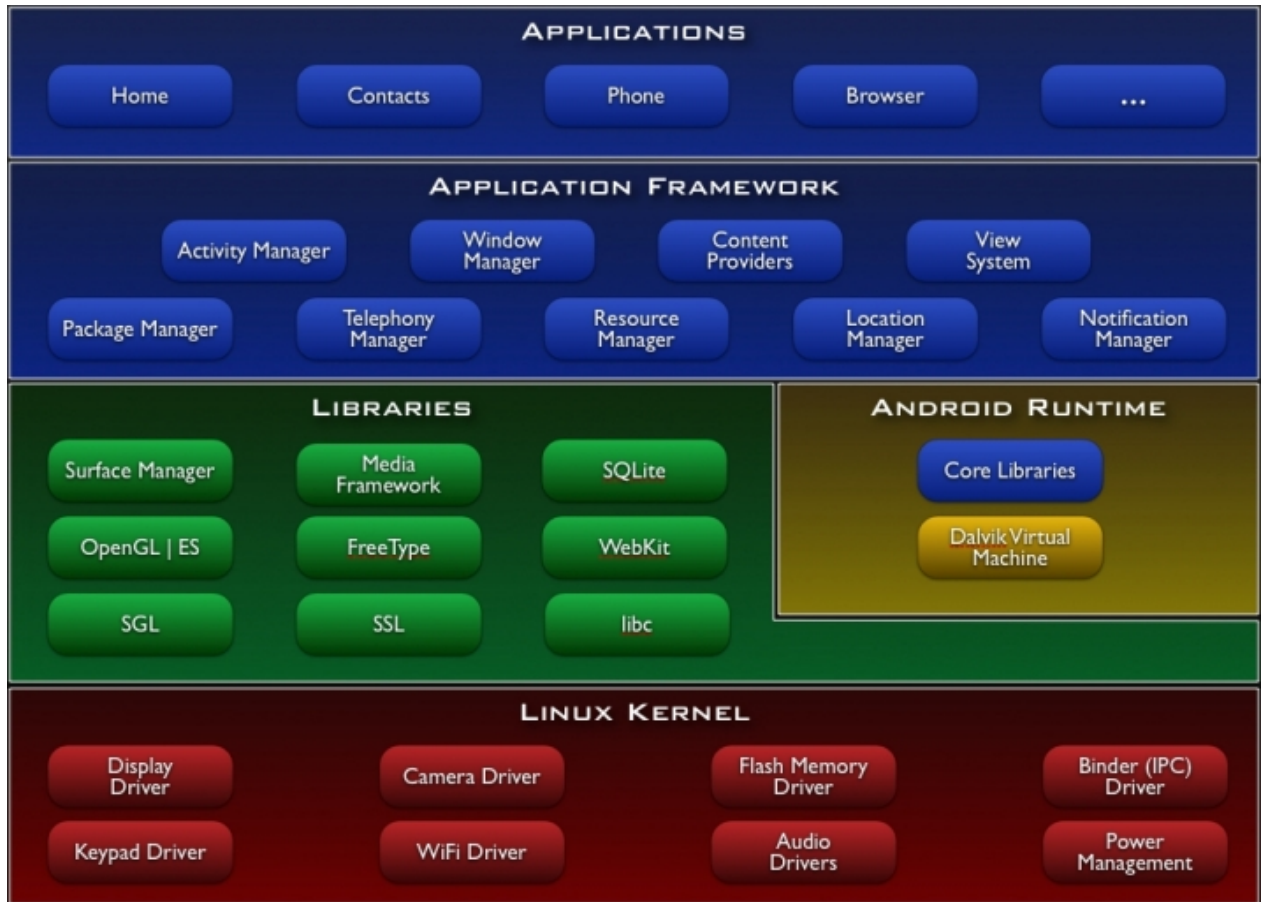 APPLICATIONS
Home
Contacts
Phone
Browser
...
APPLICATION FRAMEWORK
Activity Manager
Window
Manager
Content
Providers
View
System
Package Manager
Telephony
Manager
Resource
Manager
Location
Manager
Notification
Manager
LIBRARIES
Surface Manager
Media
Framework
SQLite
OpenGL | ES
FreeType
WebKit
SGL
SSL
libc
ANDROID RUNTIME
Core Libraries
Dalvik Virtual
Machine
LINUX KERNEL
Display
Driver
Camera Driver
Flash Memory
Driver
Binder (IPC)
Driver
Keypad Driver
WiFi Driver
Audio
Drivers
Power
Management